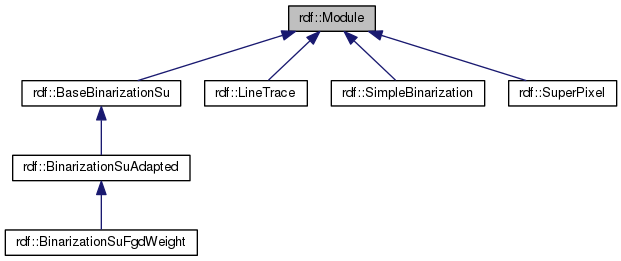 rdf::Module
rdf::BaseBinarizationSu
rdf::LineTrace
rdf::SimpleBinarization
rdf::SuperPixel
rdf::BinarizationSuAdapted
rdf::BinarizationSuFgdWeight